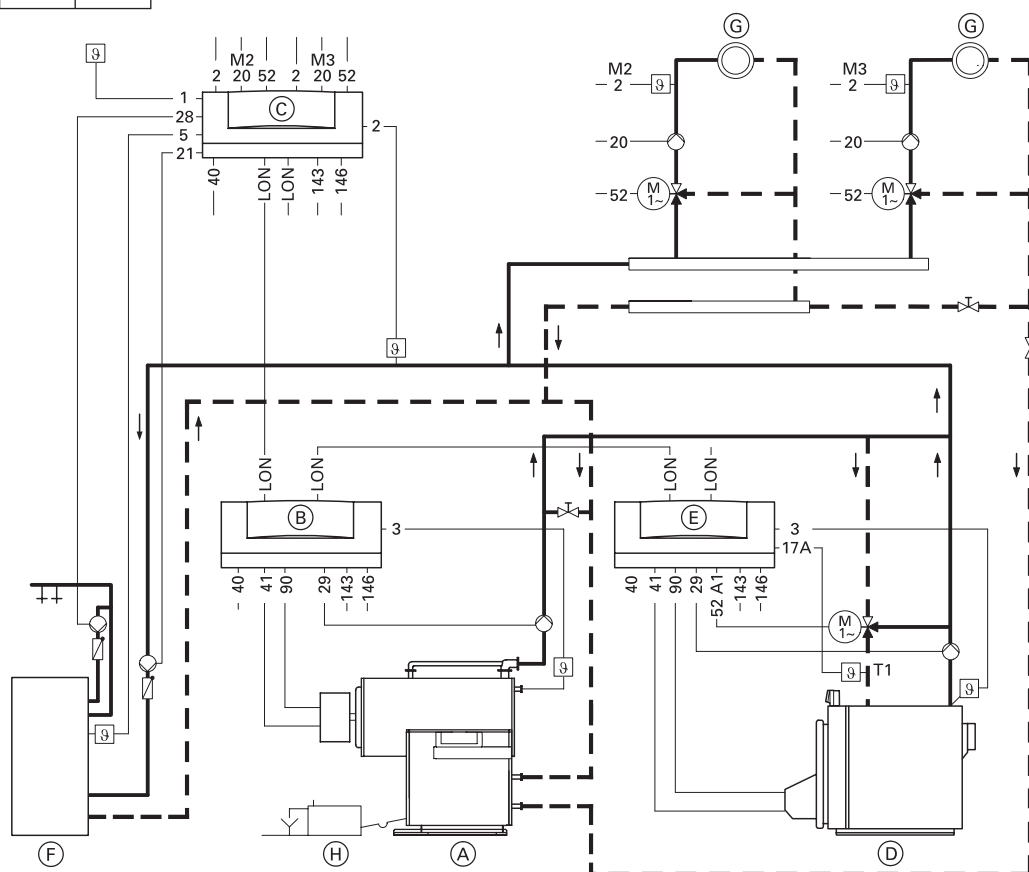 G G
M2 M3
2 20 52 2 20 52
ϑ
M2
2 ϑ
M3
2 ϑ
C
1
28
5
21
2
20 20
40 LON LON 143 146
52 M 1~
52 M 1~
ϑ
LON LON LON LON
B E
3 3
17A
40 41 90 29 143 146
40 41 90 29 52 A1 143 146
M 1~
ϑ ϑ T1 ϑ
ϑ
F H A D